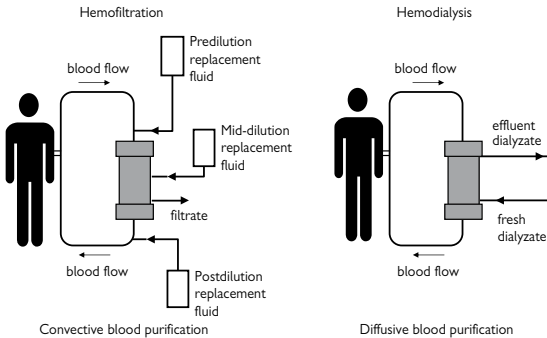 Hemofiltration
Predilution
replacement
fluid
blood flow
Mid-dilution
replacement
fluid
filtrate
blood flow
Postdilution
replacement
fluid
Convective blood purification
Hemodialysis
blood flow
effluent
dialyzate
fresh
dialyzate
blood flow
Diffusive blood purification